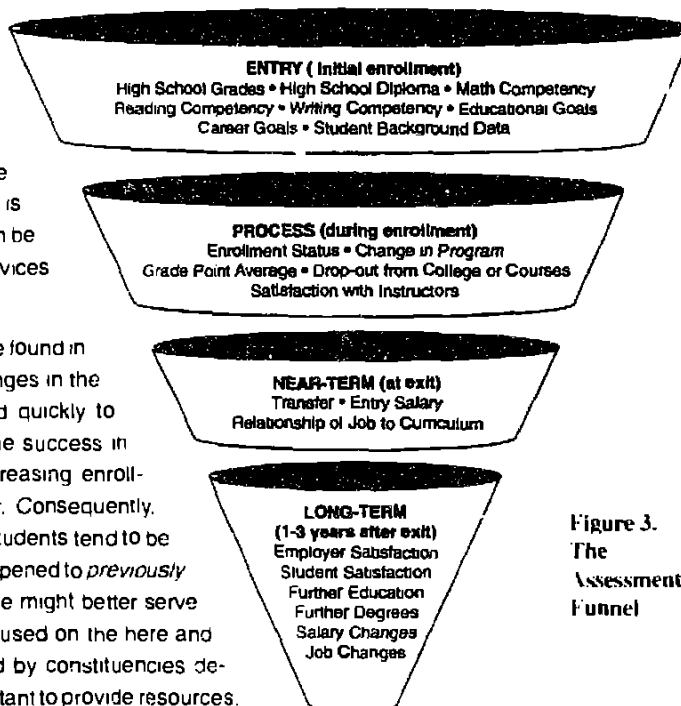 ENTRY ( Initial enrollment)
High School Grades • High School Diploma • Math Competency
Reading Competency • Writing Competency • Educational Goals
Career Goals • Student Background Data
PROCESS (during enrollment)
Enrollment Status • Change in Program
Grade Point Average • Drop-out from College or Courses
Satisfaction with Instructors
NEAR-TERM (at exit)
Transfer • Entry Salary
Relationship of Job to Curriculum
LONG-TERM
(1-3 years after exit)
Employer Satisfaction
Student Satisfaction
Further Education
Further Degrees
Salary Changes
Job Changes
Figure 3.
The
Assessment
Funnel
is
be
vices
found in
nges in the
quickly to
success in
reasing enroll-
Consequently.
tudents tend to be
pened to previously
e might better serve
used on the here and
d by constituencies de-
tant to provide resources.